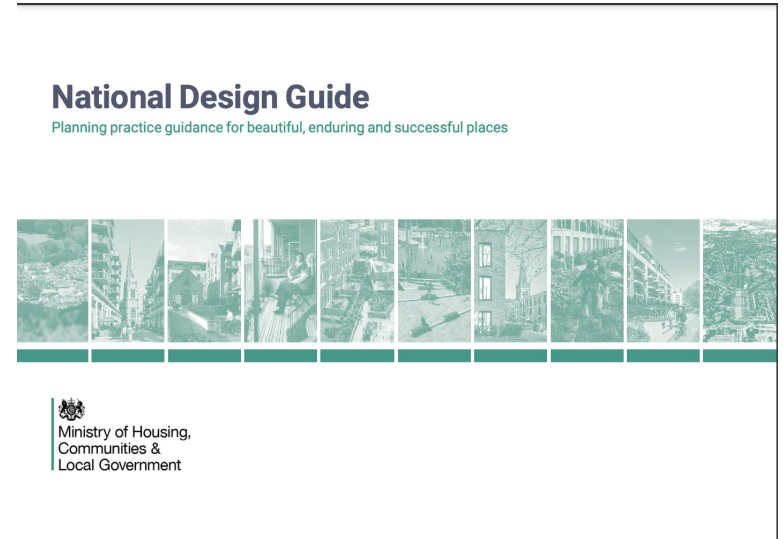 National Design Guide
Planning practice guidance for beautiful, enduring and successful places
Ministry of Housing,
Communities &
Local Government